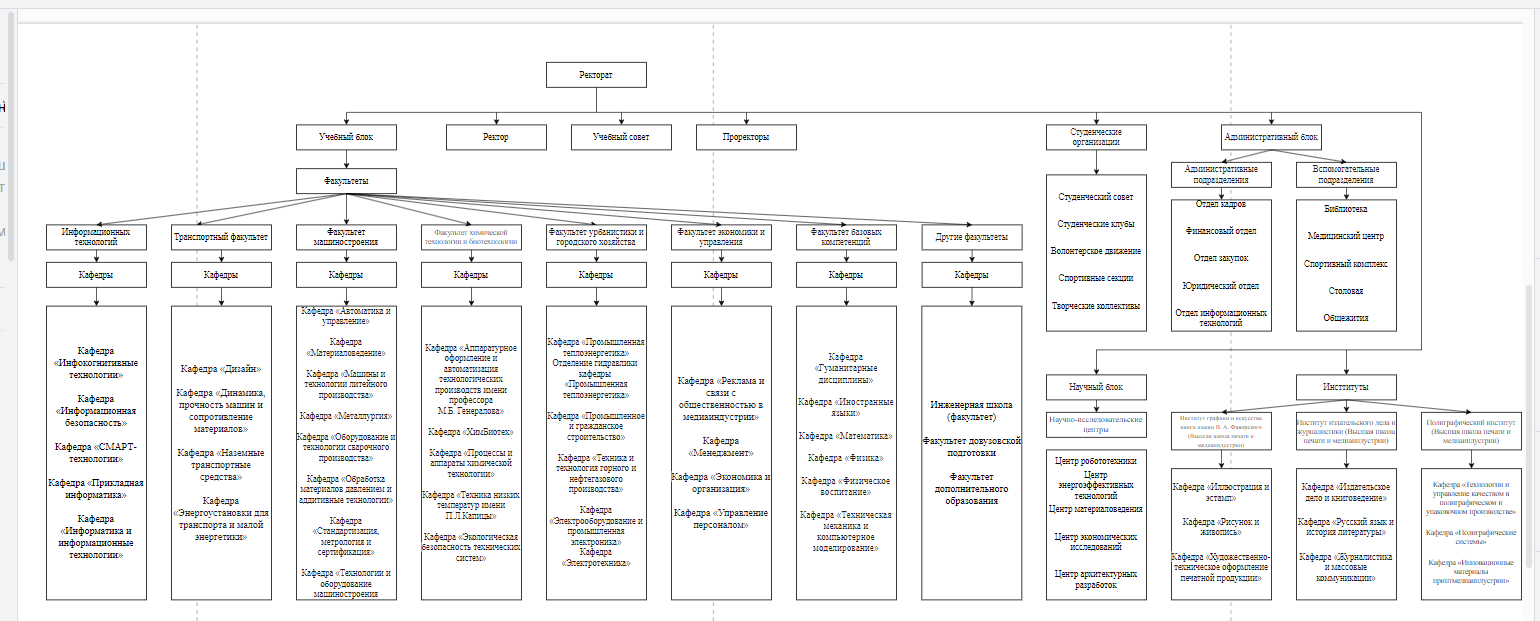 Ректорат
Учебный блок
Ректор
Учебный совет
Проректоры
Студенческие
организации
Административный блок
Факультеты
Административные
подразделения
Вспомогательные
подразделения
Информационных
технологий
Транспортный факультет
Факультет
машиностроения
Факультет химической
технологии и биотехнологии
Факультет урбанистики и
городского хозяйства
Факультет экономики и
управления
Факультет базовых
компетенций
Другие факультеты
Кафедры
Кафедры
Кафедры
Кафедры
Кафедры
Кафедры
Кафедры
Кафедры
Студенческий совет
Студенческие клубы
Волонтерское движение
Спортивные секции
Творческие коллективы
Отдел кадров
Финансовый отдел
Отдел закупок
Юридический отдел
Отдел информационных
технологий
Библиотека
Медицинский центр
Спортивный комплекс
Столовая
Общежития
Кафедра
«Инфокогнитивные
технологии»
Кафедра
«Информационная
безопасность»
Кафедра «СМАРТ-
технологии»
Кафедра «Прикладная
информатика»
Кафедра
«Информатика и
информационные
технологии»
Кафедра «Дизайн»
Кафедра «Динамика,
прочность машин и
сопротивление
материалов»
Кафедра «Наземные
транспортные
средства»
Кафедра
«Энергоустановки для
транспорта и малой
энергетики»
Кафедра «Автоматика и
управление»
Кафедра
«Материаловедение»
Кафедра «Машины и
технологии литейного
производства»
Кафедра «Металлургия»
Кафедра «Оборудование и
технологии сварочного
производства»
Кафедра «Обработка
материалов давлением и
аддитивные технологии»
Кафедра
«Стандартизация,
метрология и
сертификация»
Кафедра «Технологии и
оборудование
машиностроения
Кафедра «Аппаратурное
оформление и
автоматизация
технологических
производств имени
профессора
М.Б. Генералова»
Кафедра «ХимБиотех»
Кафедра «Процессы и
аппараты химической
технологии»
Кафедра «Техника низких
температур имени
П.Л.Капицы»
Кафедра «Экологическая
безопасность технических
систем»
Кафедра «Промышленная
теплоэнергетика»
Отделение гидравлики
кафедры
«Промышленная
теплоэнергетика»
Кафедра «Промышленное
и гражданское
строительство»
Кафедра «Техника и
технология горного и
нефтегазового
производства»
Кафедра
«Электрооборудование и
промышленная
электроника»
Кафедра
«Электротехника»
Кафедра «Реклама и
связи с
общественностью в
медиаиндустрии»
Кафедра
«Менеджмент»
Кафедра «Экономика и
организация»
Кафедра «Управление
персоналом»
Кафедра
«Гуманитарные
дисциплины»
Кафедра «Иностранные
языки»
Кафедра «Математика»
Кафедра «Физика»
Кафедра «Физическое
воспитание»
Кафедра «Техническая
механика и
компьютерное
моделирование»
Инженерная школа
(факультет)
Факультет довузовской
подготовки
Факультет
дополнительного
образования
Научный блок
Институты
Научно-исследовательские
центры
Институт графики и искусства
книги имени В. А. Фаворского
(Высшая школа печати и
медиаиндустрии)
Институт издательского дела и
журналистики (Высшая школа
печати и медиаиндустрии)
Полиграфический институт
(Высшая школа печати и
медиаиндустрии)
Центр робототехники
Центр
энергоэффективных
технологий
Центр материаловедения
Центр экономических
исследований
Центр архитектурных
разработок
Кафедра «Иллюстрация и
эстамп»
Кафедра «Рисунок и
живопись»
Кафедра «Художественно-
техническое оформление
печатной продукции»
Кафедра «Издательское
дело и книговедение»
Кафедра «Русский язык и
история литературы»
Кафедра «Журналистика
и массовые
коммуникации»
Кафедра «Технологии и
управление качеством в
полиграфическом и
упаковочном производстве»
Кафедра «Полиграфические
системы»
Кафедра «Инновационные
материалы
принтмедиаиндустрии»